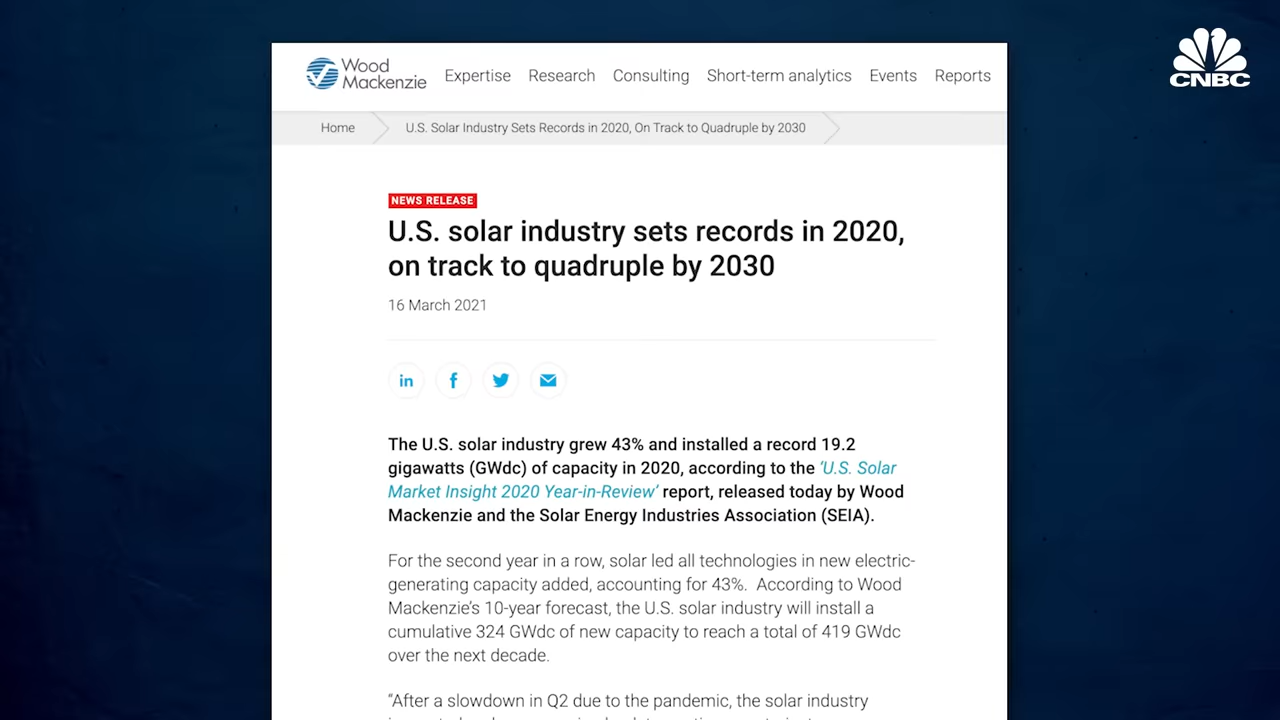 CNBC
Wood
Mackenzie
Expertise Research Consulting Short-term analytics Events Reports
Home U.S. Solar Industry Sets Records in 2020, On Track to Quadruple by 2030
NEWS RELEASE
U.S. solar industry sets records in 2020,
on track to quadruple by 2030
16 March 2021
The U.S. solar industry grew 43% and installed a record 19.2
gigawatts (GWdc) of capacity in 2020, according to the 'U.S. Solar
Market Insight 2020 Year-in-Review' report, released today by Wood
Mackenzie and the Solar Energy Industries Association (SEIA).
For the second year in a row, solar led all technologies in new electric-
generating capacity added, accounting for 43%. According to Wood
Mackenzie's 10-year forecast, the U.S. solar industry will install a
cumulative 324 GWdc of new capacity to reach a total of 419 GWdc
over the next decade.
“After a slowdown in Q2 due to the pandemic, the solar industry